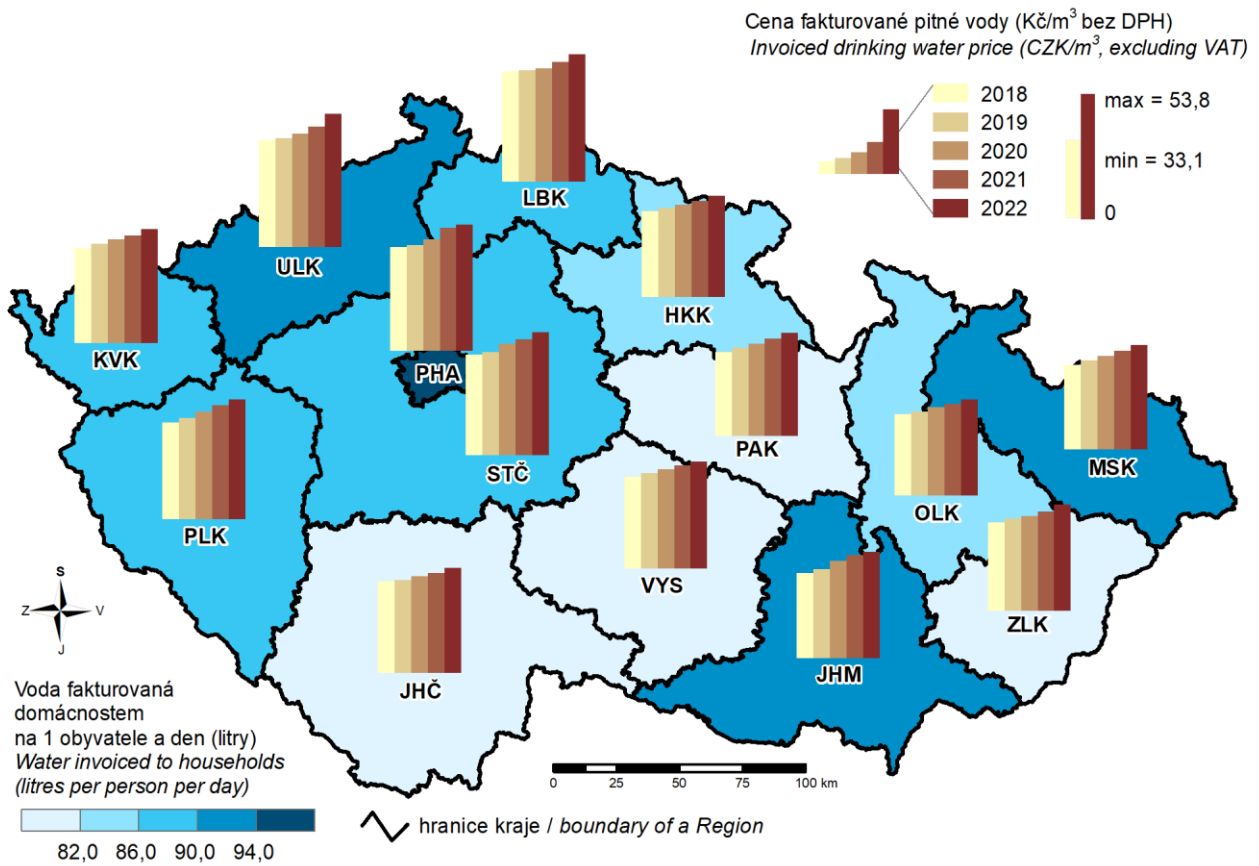 Cena fakturované pitné vody (Kč/m³ bez DPH)
Invoiced drinking water price (CZK/m³, excluding VAT)
2018
2019
2020
2021
2022
max = 53,8
min = 33,1
0
LBK
ULK
HKK
KVK
PHA
STČ
PAK
MSK
OLK
PLK
VYS
ZLK
JHM
JHČ
S
Z V
J
Voda fakturovaná
domácnostem
na 1 obyvatele a den (litry)
Water invoiced to households
(litres per person per day)
82,0 86,0 90,0 94,0
hranice kraje / boundary of a Region
0 25 50 75 100 km